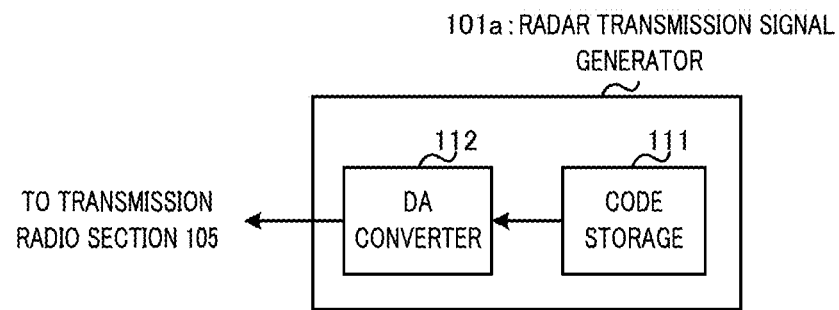 101a: RADAR TRANSMISSION SIGNAL
GENERATOR
112
111
TO TRANSMISSION
RADIO SECTION 105
DA
CONVERTER
CODE
STORAGE